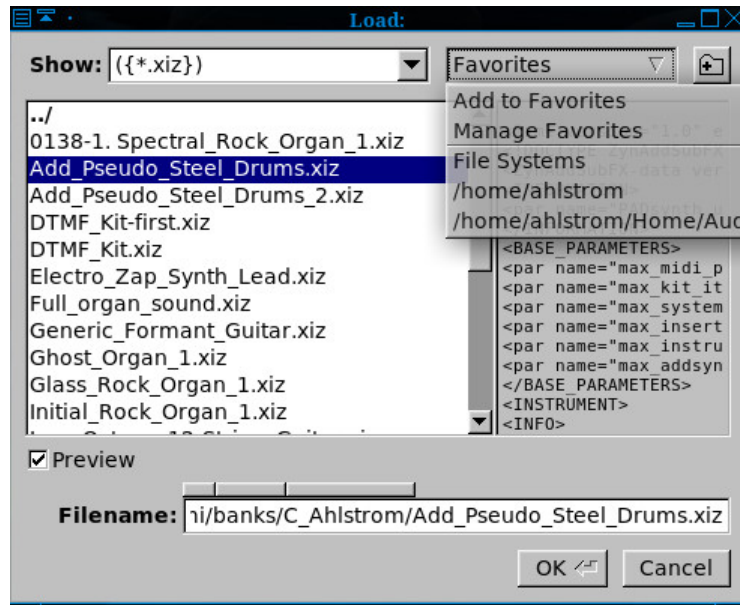 Load:
Show: ({*.xiz})
Favorites
Add to Favorites
Manage Favorites
File Systems
/home/ahlstrom
/home/ahlstrom/Home/Aud
../
0138-1. Spectral_Rock_Organ_1.xiz
Add_Pseudo_Steel_Drums.xiz
Add_Pseudo_Steel_Drums_2.xiz
DTMF_Kit-first.xiz
DTMF_Kit.xiz
Electro_Zap_Synth_Lead.xiz
Full_organ_sound.xiz
Generic_Formant_Guitar.xiz
Ghost_Organ_1.xiz
Glass_Rock_Organ_1.xiz
Initial_Rock_Organ_1.xiz
<BASE_PARAMETERS>
<par name="max_midi_p
<par name="max_kit_it
<par name="max_system
<par name="max_insert
<par name="max_instru
<par name="max_addsyn
</BASE_PARAMETERS>
<INSTRUMENT>
<INFO>
Preview
Filename: ni/banks/C_Ahlstrom/Add_Pseudo_Steel_Drums.xiz
OK
Cancel